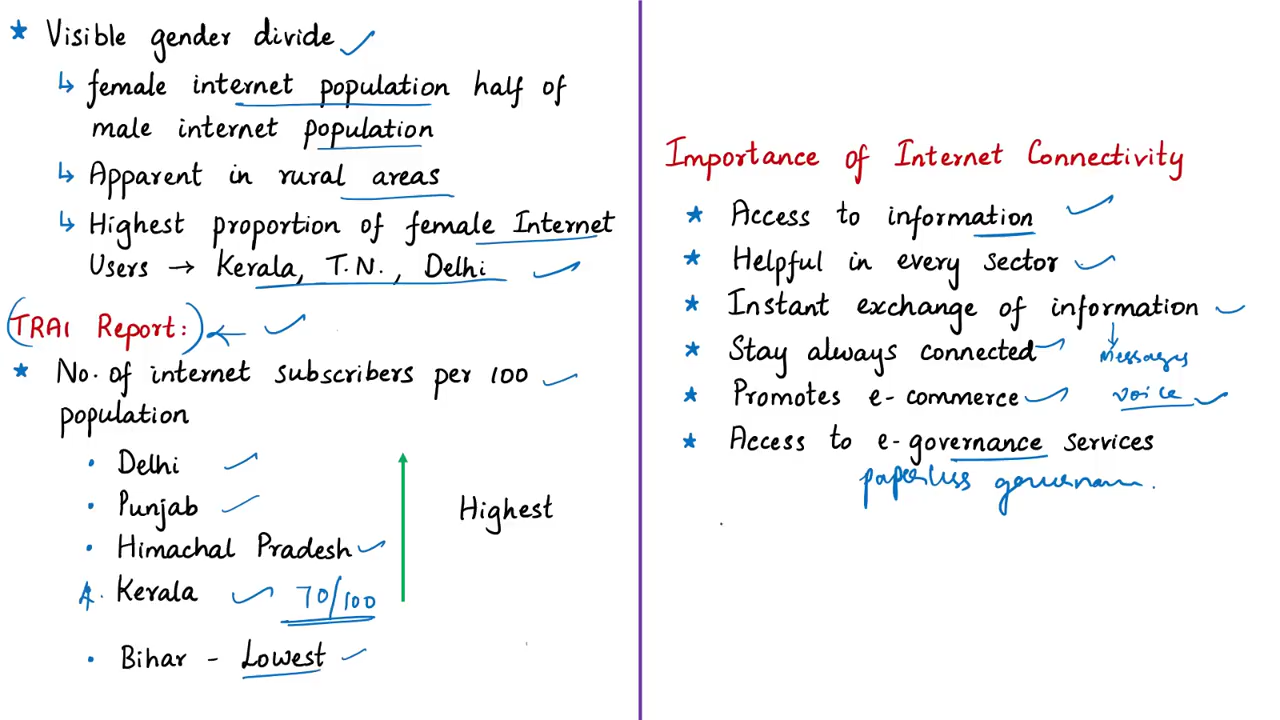 * Visible gender divide ✓
↳ female internet population half of
male internet population
↳ Apparent in rural areas
↳ Highest proportion of female Internet
Users → Kerala, T.N., Delhi ✓
(TRAI Report:) ← ✓
* No. of internet subscribers per 100 ✓
population
• Delhi ✓
• Punjab ✓
• Himachal Pradesh ✓
Highest
• Kerala ✓ 70/100
• Bihar - Lowest ✓
Importance of Internet Connectivity
* Access to information ✓
* Helpful in every sector ✓
* Instant exchange of information ✓
* Stay always connected ✓
messages
* Promotes e-commerce ✓
voice ✓
* Access to e-governance services
paperless